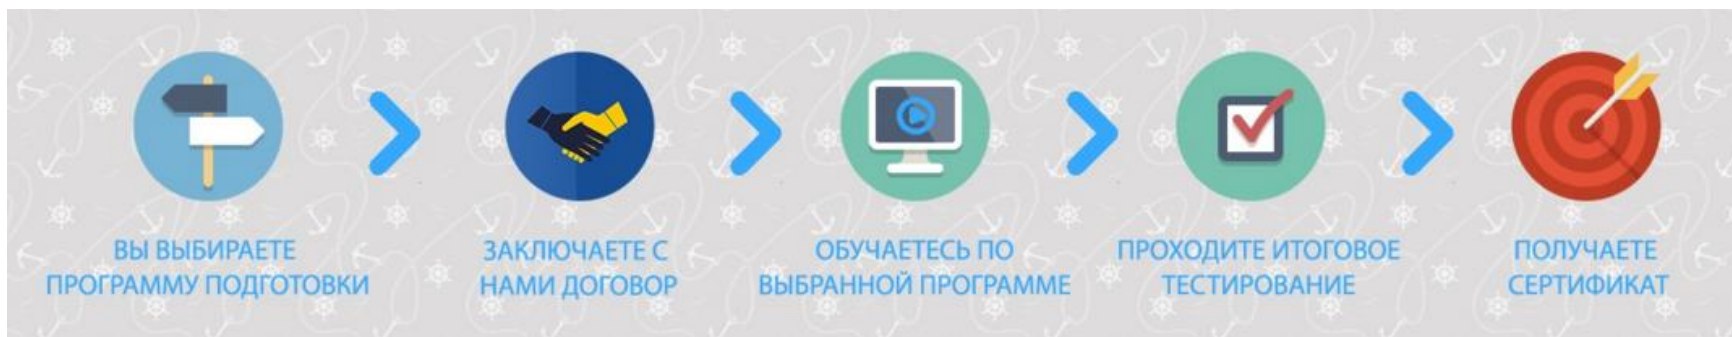 ВЫ ВЫБИРАЕТЕ
ПРОГРАММУ ПОДГОТОВКИ
ЗАКЛЮЧАЕТЕ С
НАМИ ДОГОВОР
ОБУЧАЕТЕСЬ ПО
ВЫБРАННОЙ ПРОГРАММЕ
ПРОХОДИТЕ ИТОГОВОЕ
ТЕСТИРОВАНИЕ
ПОЛУЧАЕТЕ
СЕРТИФИКАТ